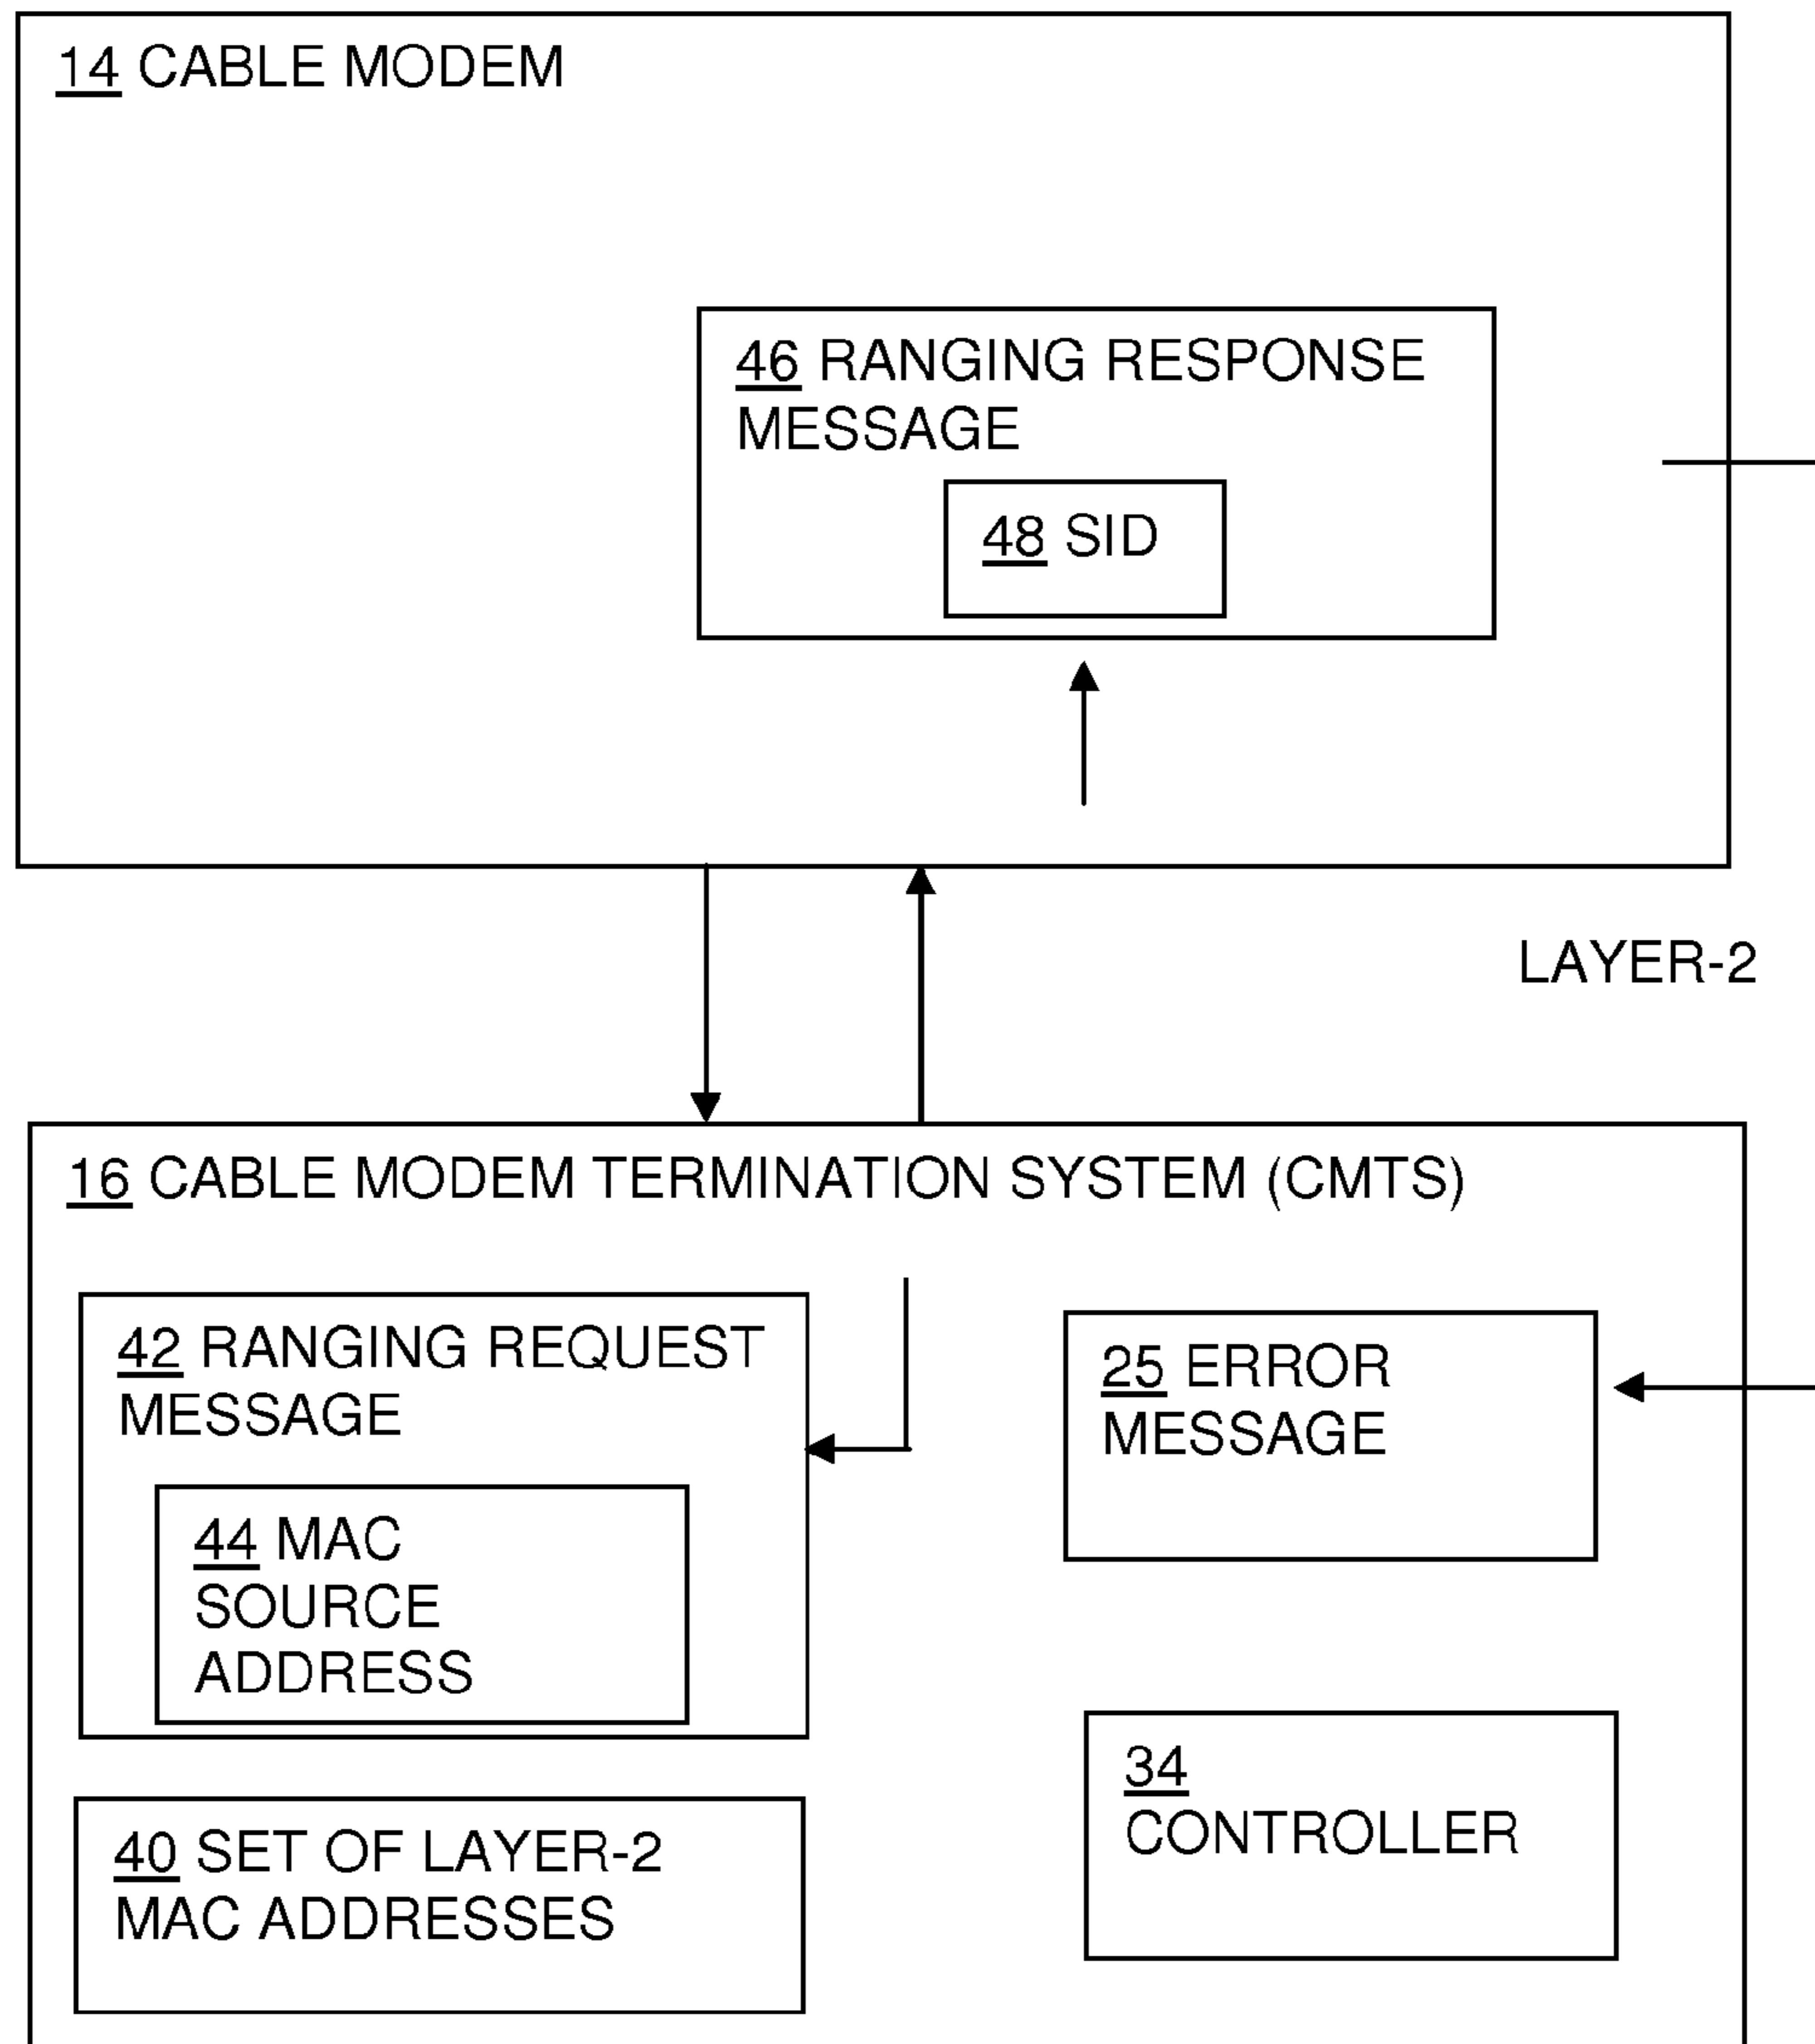 14 CABLE MODEM
46 RANGING RESPONSE
MESSAGE
48 SID
LAYER-2
16 CABLE MODEM TERMINATION SYSTEM (CMTS)
42 RANGING REQUEST
MESSAGE
44 MAC
SOURCE
ADDRESS
25 ERROR
MESSAGE
34
CONTROLLER
40 SET OF LAYER-2
MAC ADDRESSES